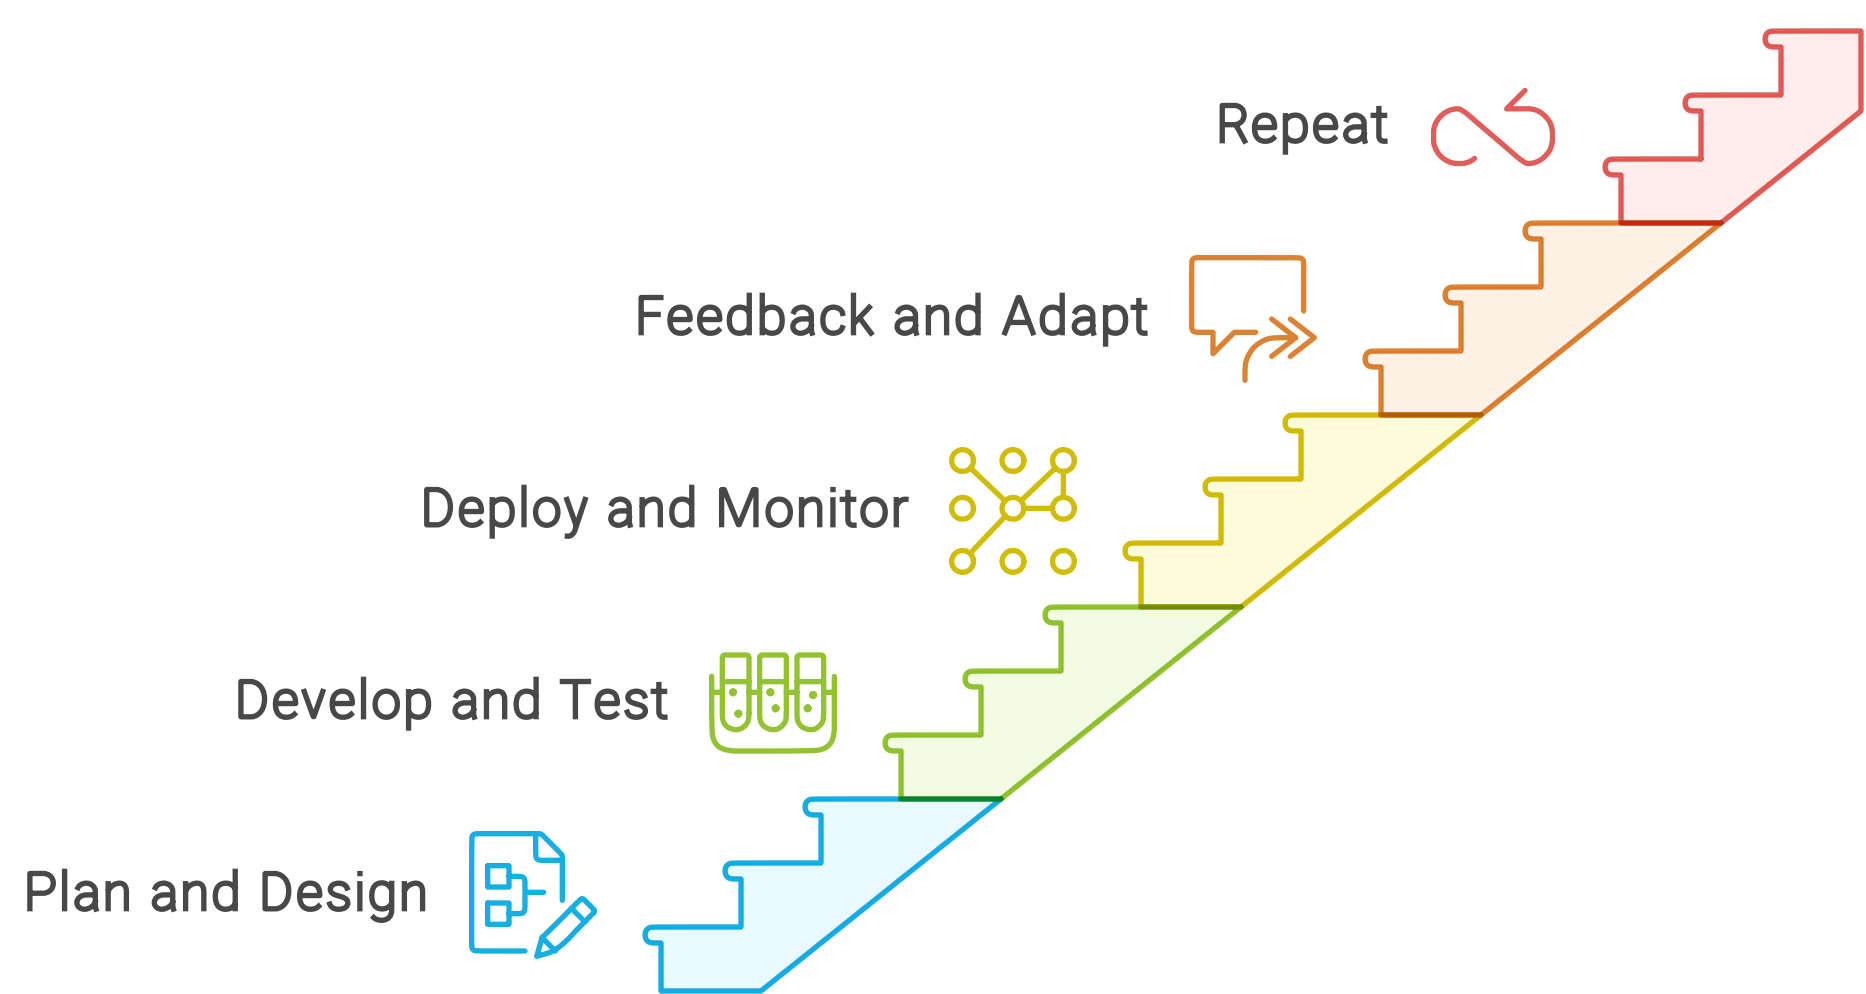 Repeat
Feedback and Adapt
Deploy and Monitor
Develop and Test
Plan and Design